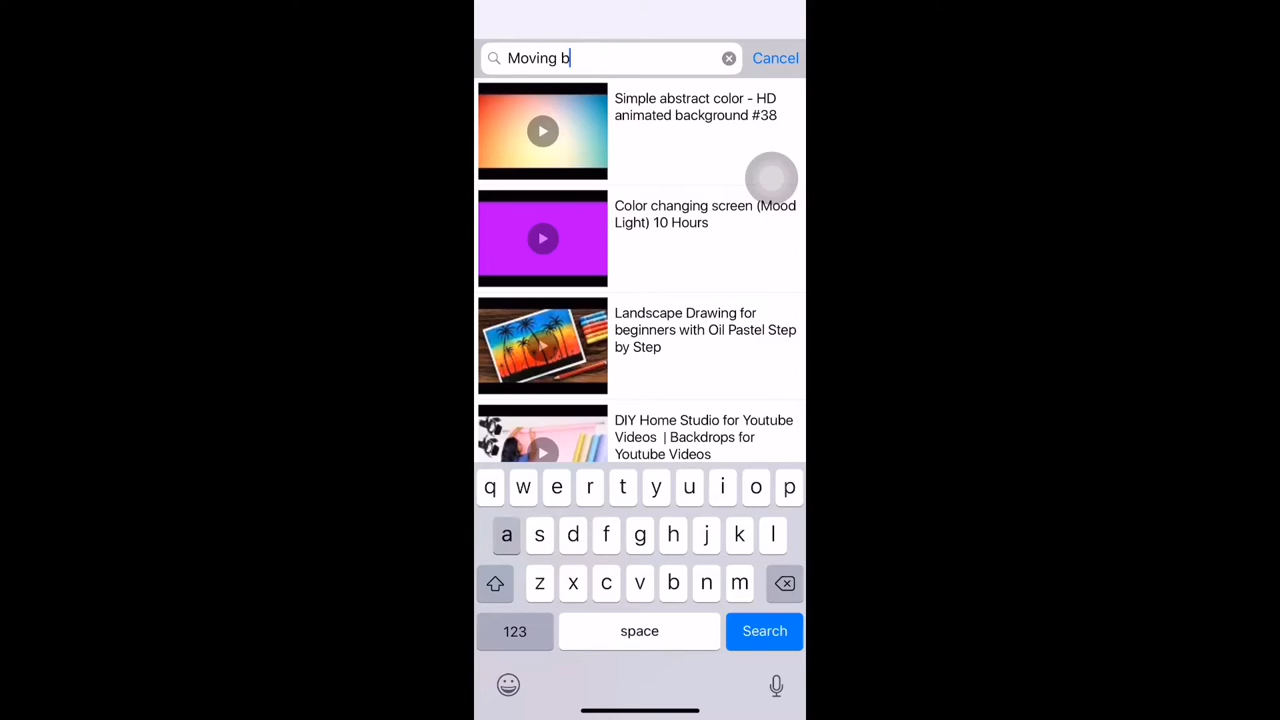 Moving b
Cancel
Simple abstract color - HD
animated background #38
Color changing screen (Mood
Light) 10 Hours
Landscape Drawing for
beginners with Oil Pastel Step
by Step
DIY Home Studio for Youtube
Videos | Backdrops for
Youtube Videos
q w e r t y u i o p
a s d f g h j k l
z x c v b n m
123 space Search